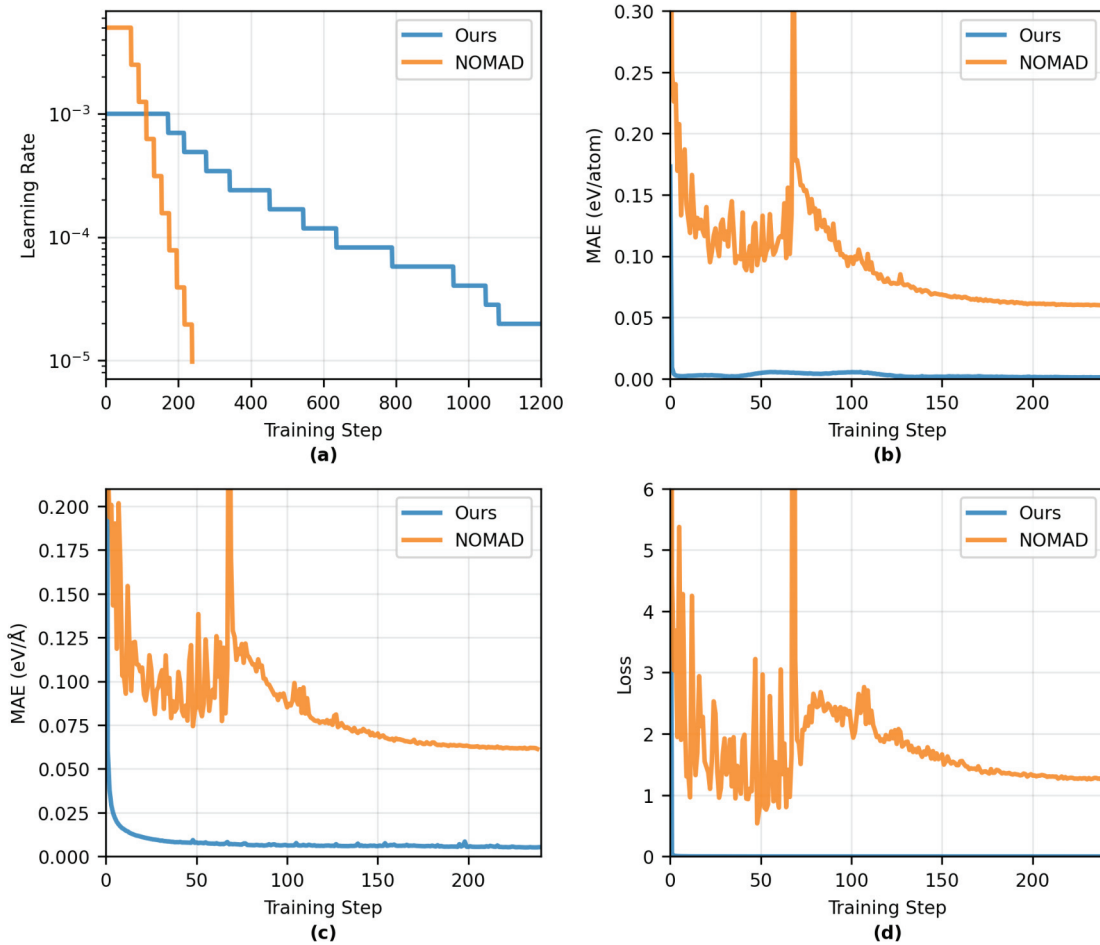 Learning Rate
10⁻³
10⁻⁴
10⁻⁵
Ours
NOMAD
0 200 400 600 800 1000 1200
Training Step
(a)
MAE (eV/atom)
0.30
0.25
0.20
0.15
0.10
0.05
0.00
Ours
NOMAD
0 50 100 150 200
Training Step
(b)
MAE (eV/Å)
0.200
0.175
0.150
0.125
0.100
0.075
0.050
0.025
0.000
Ours
NOMAD
0 50 100 150 200
Training Step
(c)
Loss
6
5
4
3
2
1
0
Ours
NOMAD
0 50 100 150 200
Training Step
(d)